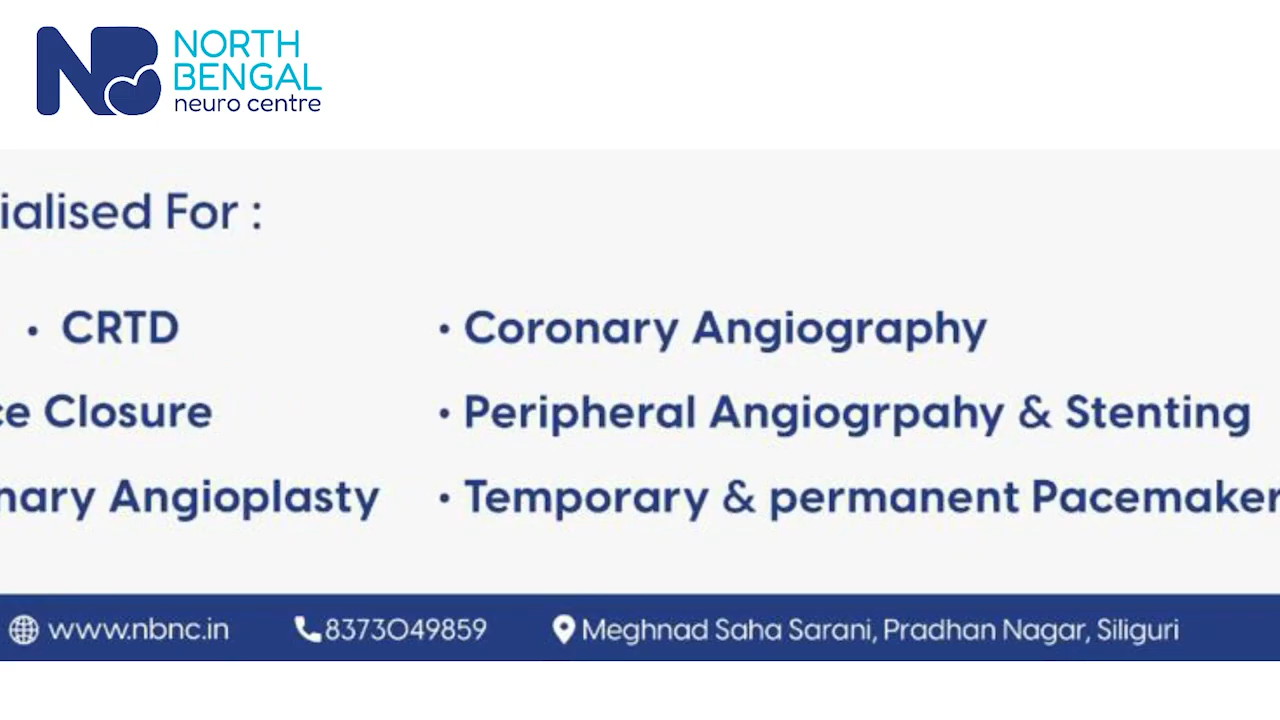 NORTH
BENGAL
neuro centre
ialised For :
• CRTD
• Coronary Angiography
ce Closure
• Peripheral Angiogrpahy & Stenting
nary Angioplasty
• Temporary & permanent Pacemaker
www.nbnc.in
8373049859
Meghnad Saha Sarani, Pradhan Nagar, Siliguri